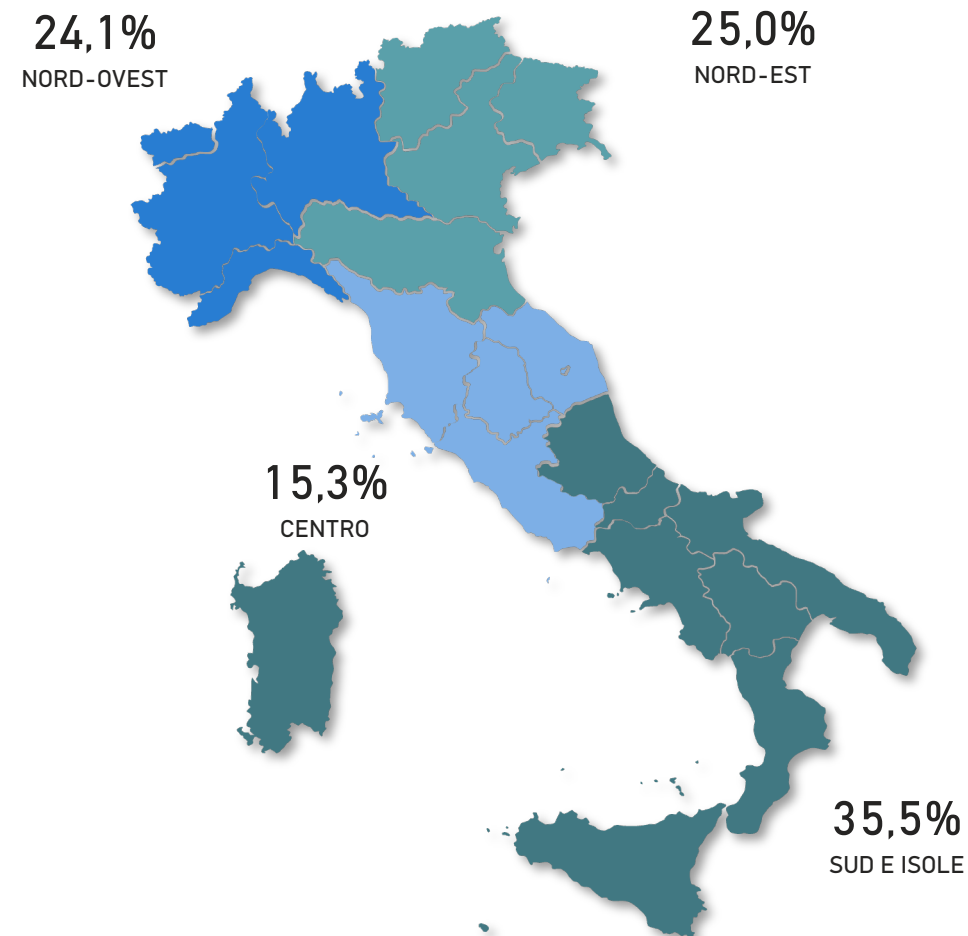 24,1%
NORD-OVEST
25,0%
NORD-EST
15,3%
CENTRO
35,5%
SUD E ISOLE